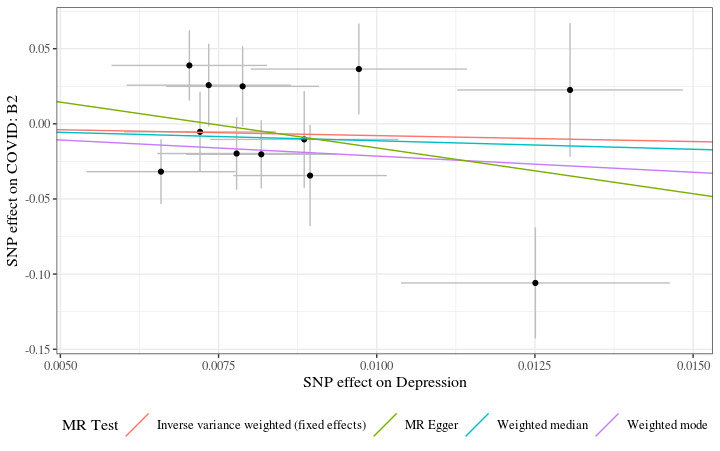 SNP effect on COVID: B2
0.05
0.00
-0.05
-0.10
-0.15
0.0050 0.0075 0.0100 0.0125 0.0150
SNP effect on Depression
MR Test Inverse variance weighted (fixed effects) MR Egger Weighted median Weighted mode